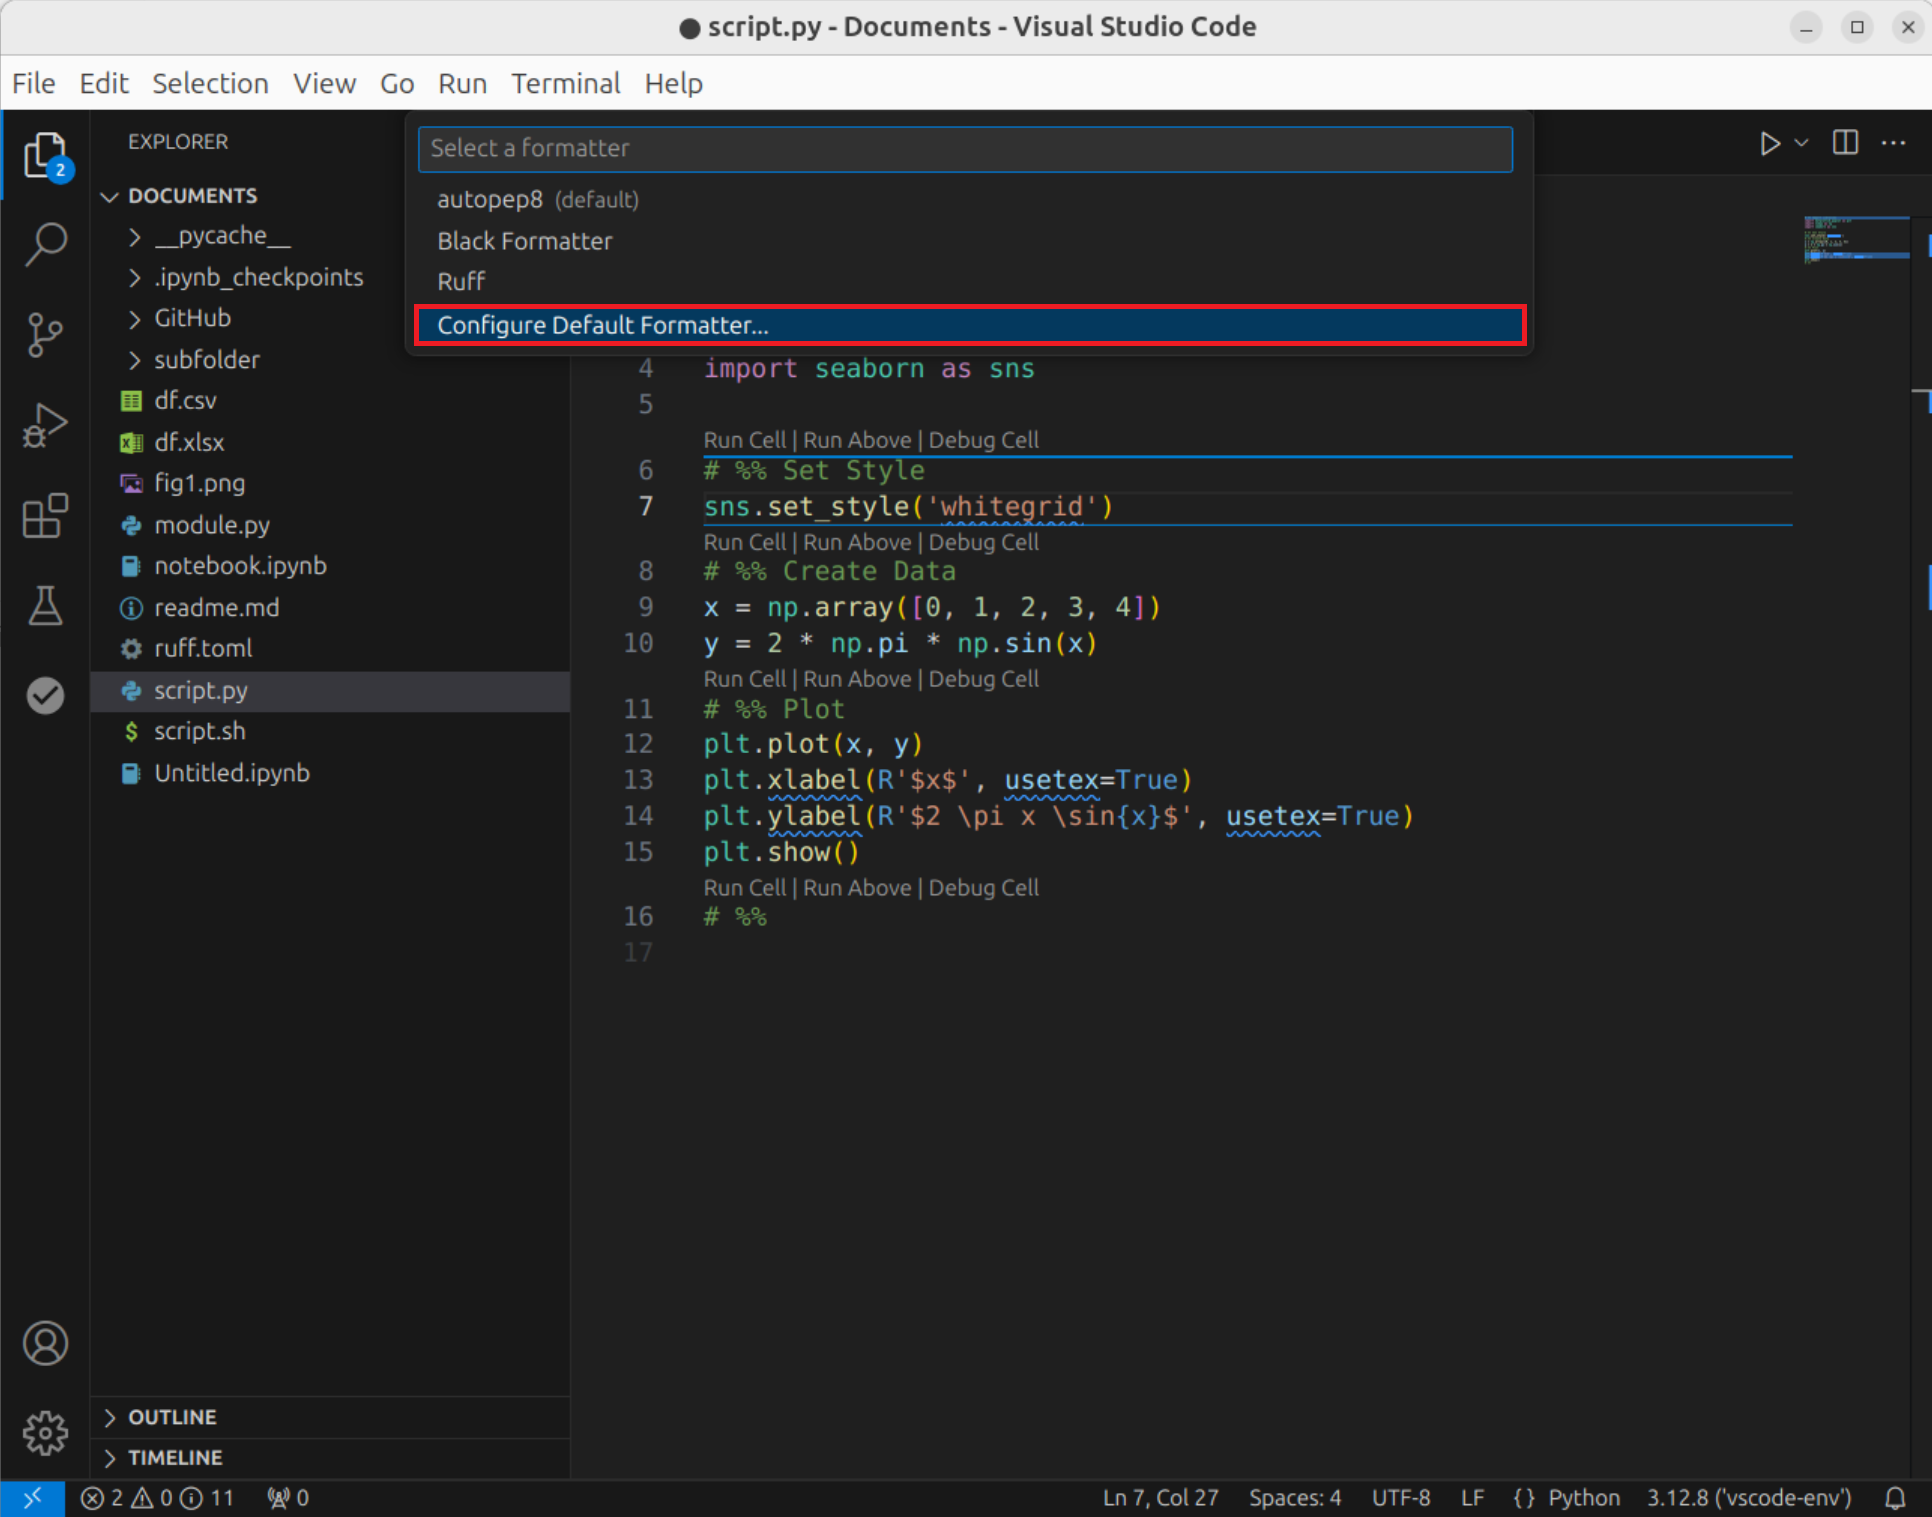 ● script.py - Documents - Visual Studio Code
File Edit Selection View Go Run Terminal Help
2
EXPLORER
DOCUMENTS
__pycache__
.ipynb_checkpoints
GitHub
subfolder
df.csv
df.xlsx
fig1.png
module.py
notebook.ipynb
readme.md
ruff.toml
script.py
script.sh
Untitled.ipynb
OUTLINE
TIMELINE
Select a formatter
autopep8 (default)
Black Formatter
Ruff
Configure Default Formatter...
4 import seaborn as sns
5
Run Cell | Run Above | Debug Cell
6 # %% Set Style
7 sns.set_style('whitegrid')
Run Cell | Run Above | Debug Cell
8 # %% Create Data
9 x = np.array([0, 1, 2, 3, 4])
10 y = 2 * np.pi * np.sin(x)
Run Cell | Run Above | Debug Cell
11 # %% Plot
12 plt.plot(x, y)
13 plt.xlabel(R'$x$', usetex=True)
14 plt.ylabel(R'$2 \pi x \sin{x}$', usetex=True)
15 plt.show()
Run Cell | Run Above | Debug Cell
16 # %%
17
2 0 11 0 Ln 7, Col 27 Spaces: 4 UTF-8 LF {} Python 3.12.8 ('vscode-env')